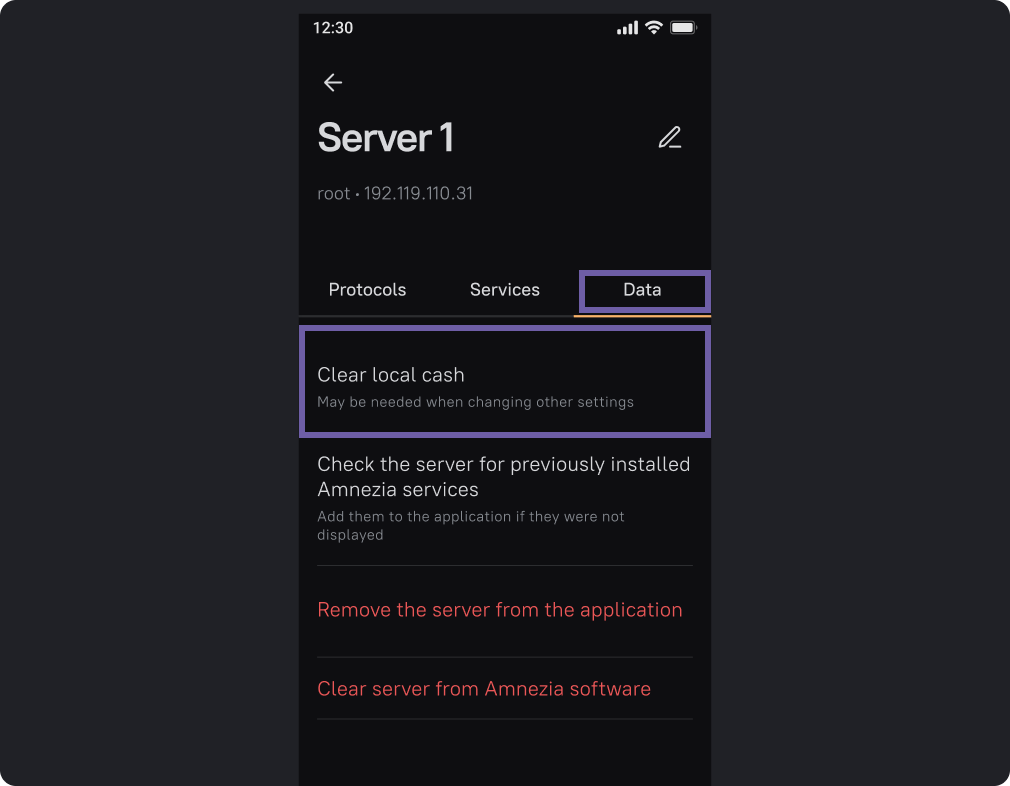 12:30
Server 1
root • 192.119.110.31
Protocols Services Data
Clear local cash
May be needed when changing other settings
Check the server for previously installed
Amnezia services
Add them to the application if they were not
displayed
Remove the server from the application
Clear server from Amnezia software